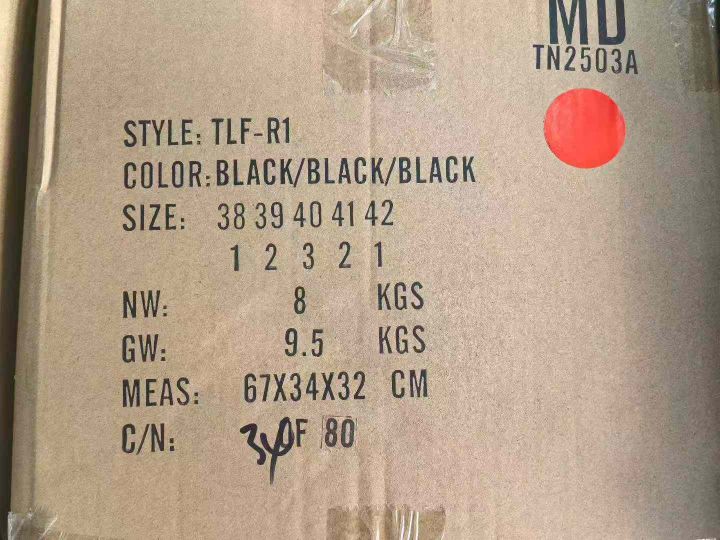 MD
TN2503A
STYLE: TLF-R1
COLOR:BLACK/BLACK/BLACK
SIZE: 38 39 40 41 42
1 2 3 2 1
NW: 8 KGS
GW: 9.5 KGS
MEAS: 67X34X32 CM
C/N: 34 OF 80